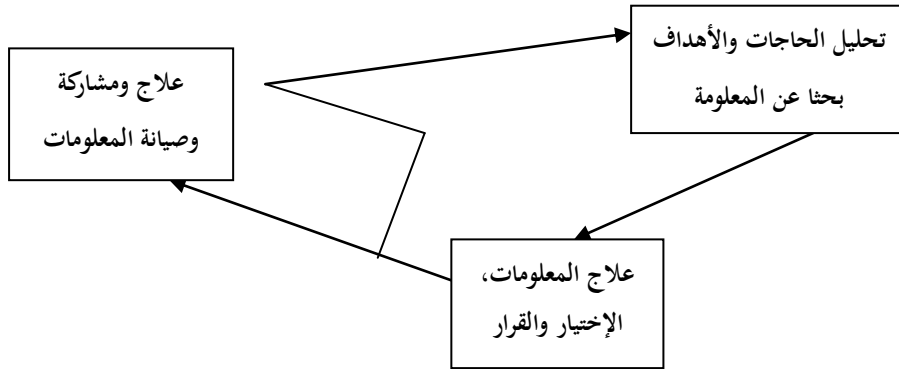 تحليل الحاجات والأهداف
بحثا عن المعلومة
علاج ومشاركة
وصيانة المعلومات
علاج المعلومات،
الإختيار والقرار